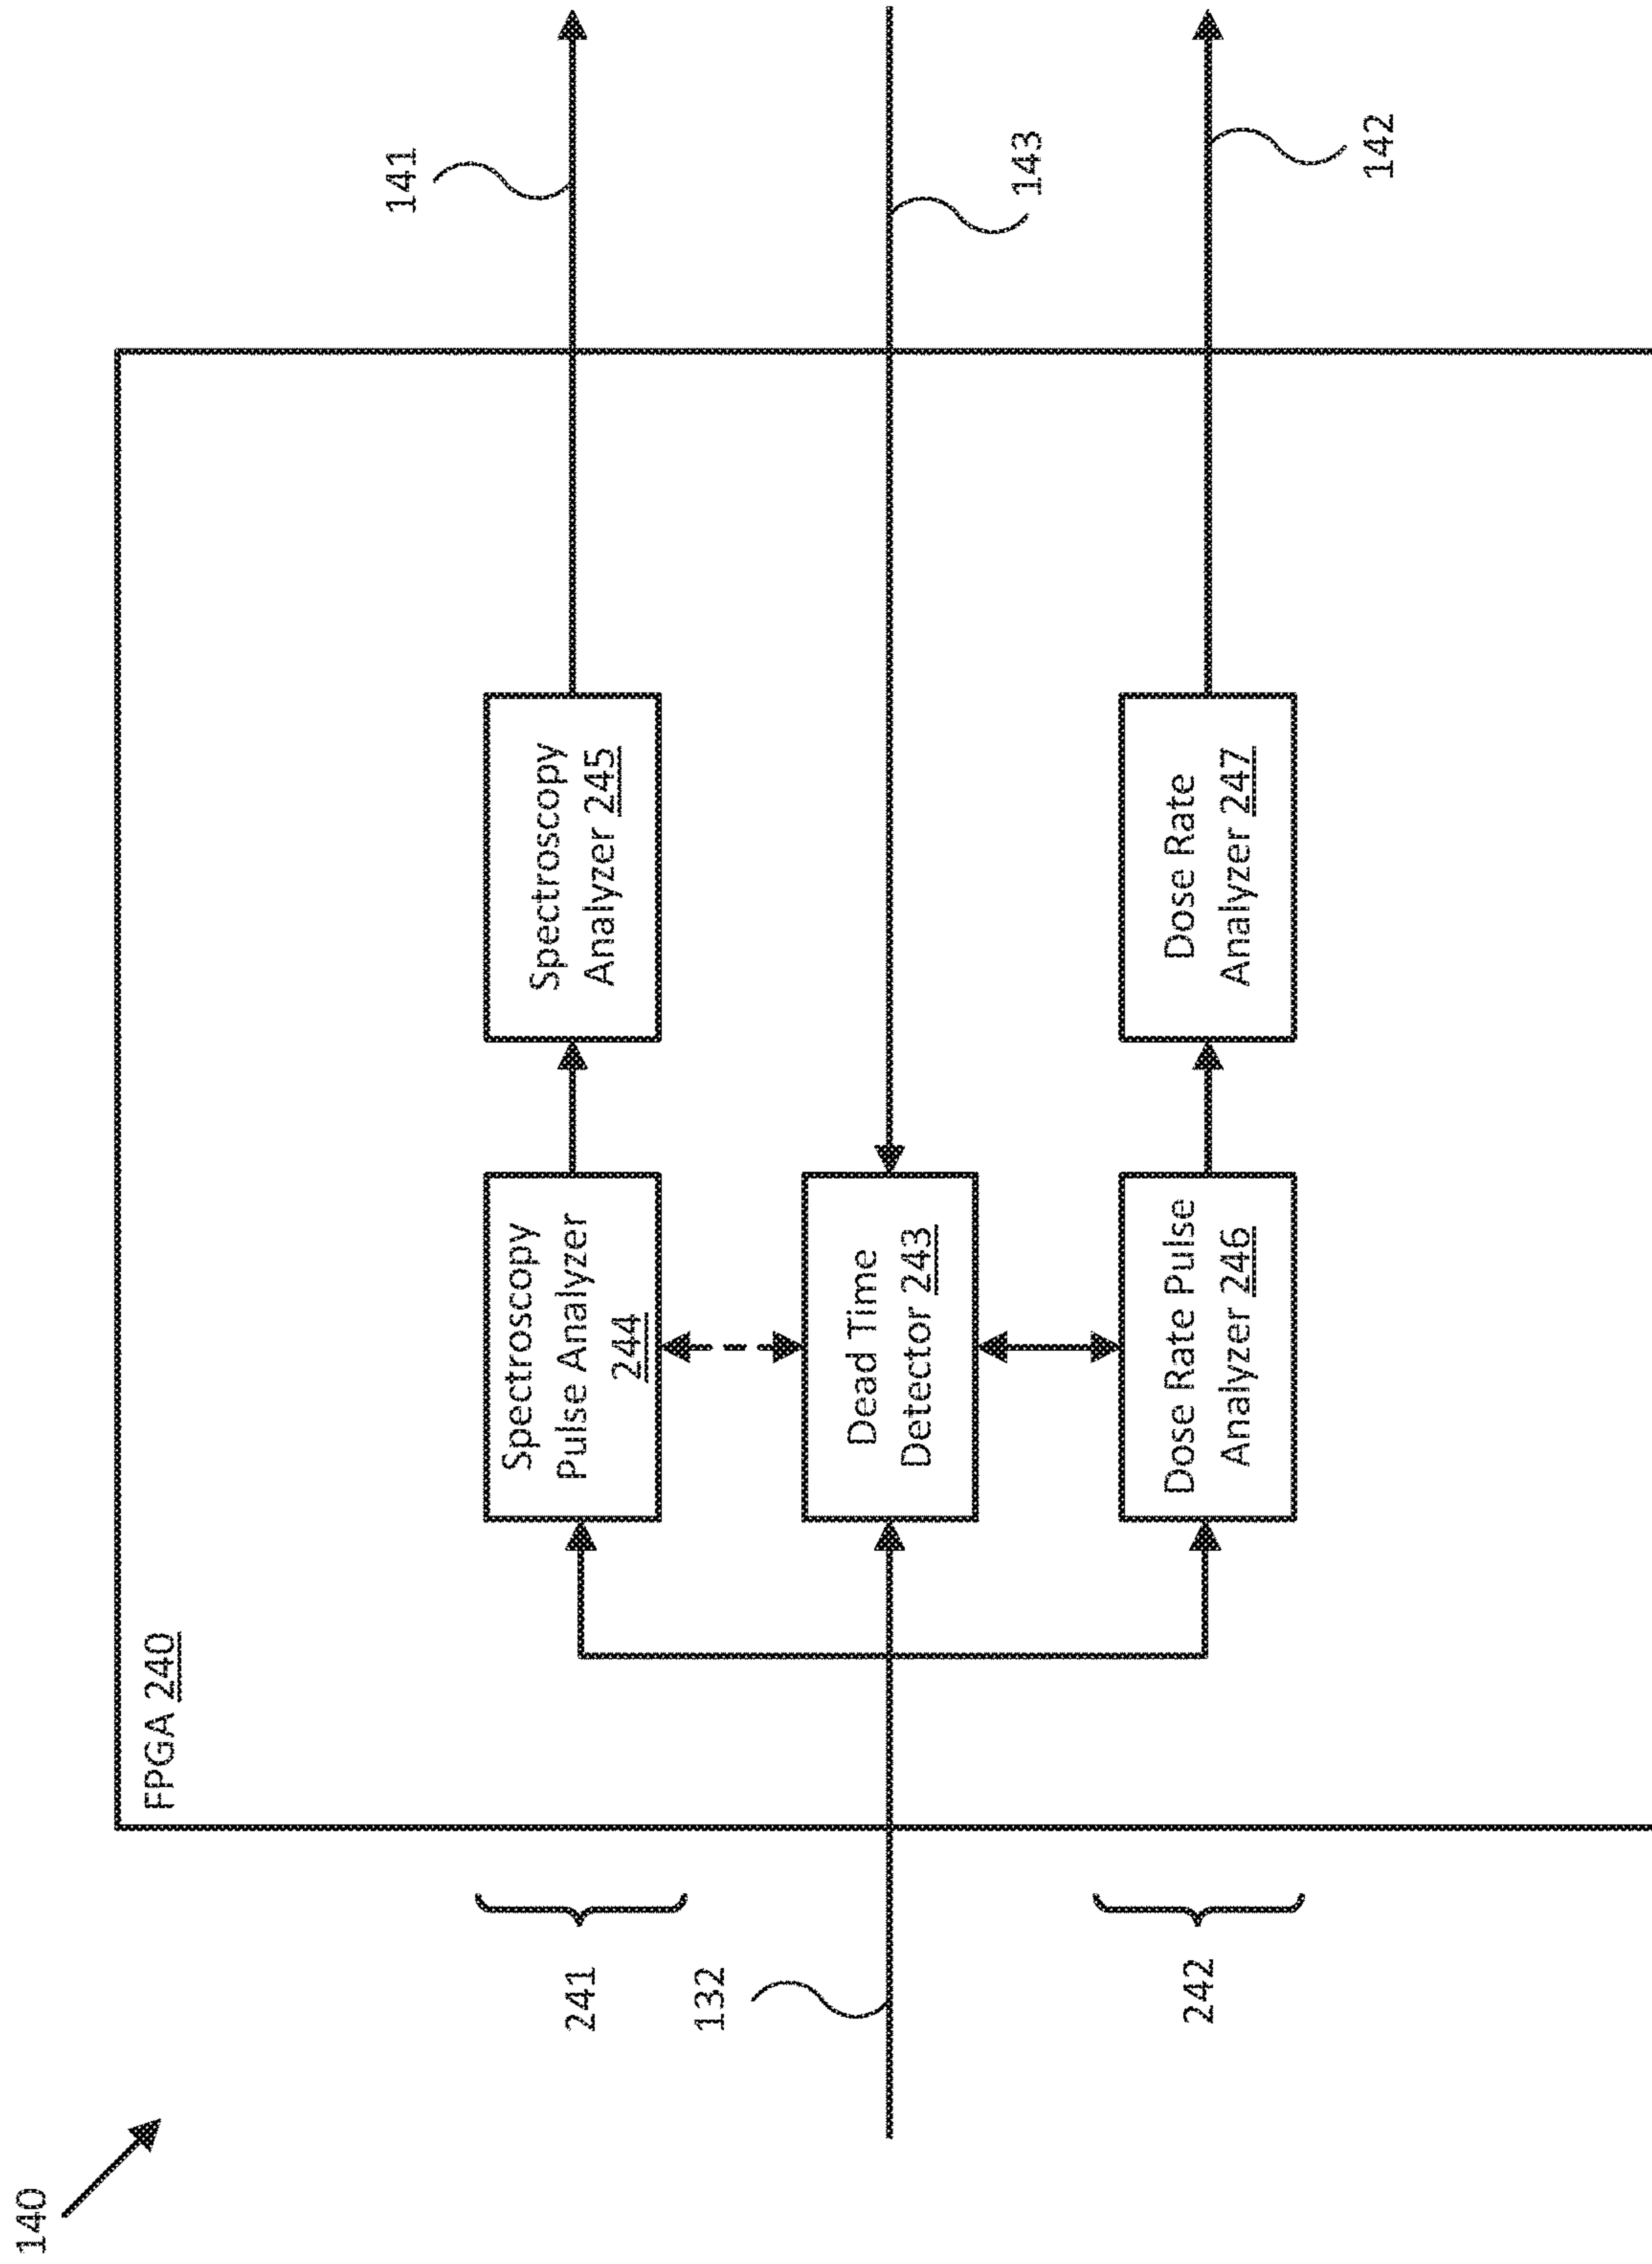 140
FPGA 240
241
132
242
Spectroscopy
Pulse Analyzer
244
Dead Time
Detector 243
Dose Rate Pulse
Analyzer 246
Spectroscopy
Analyzer 245
Dose Rate
Analyzer 247
141
143
142